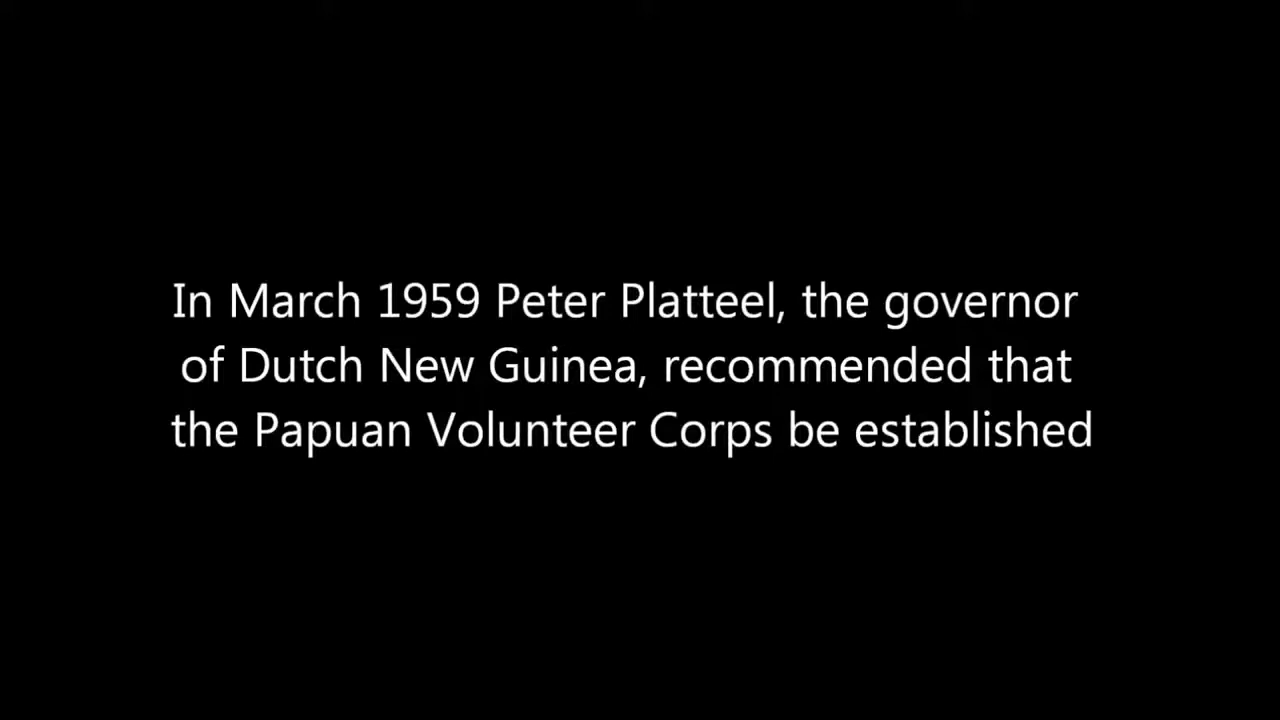 In March 1959 Peter Platteel, the governor
of Dutch New Guinea, recommended that
the Papuan Volunteer Corps be established